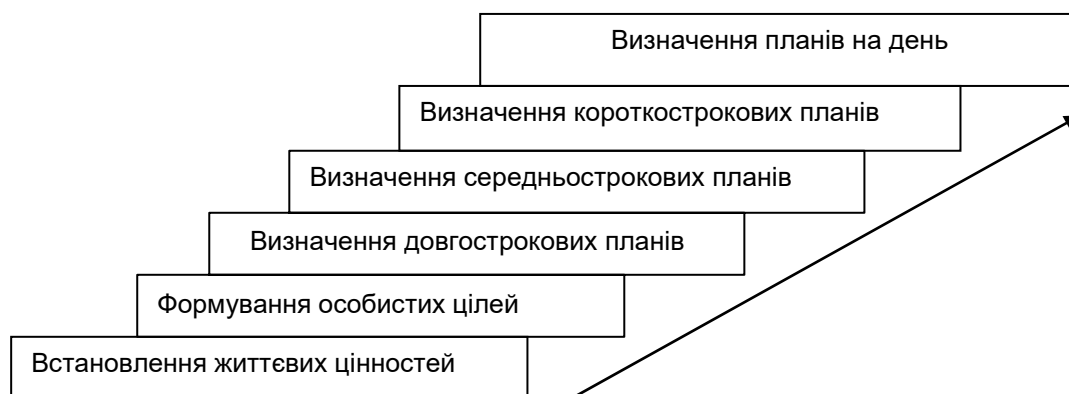 Визначення планів на день
Визначення короткострокових планів
Визначення середньострокових планів
Визначення довгострокових планів
Формування особистих цілей
Встановлення життєвих цінностей